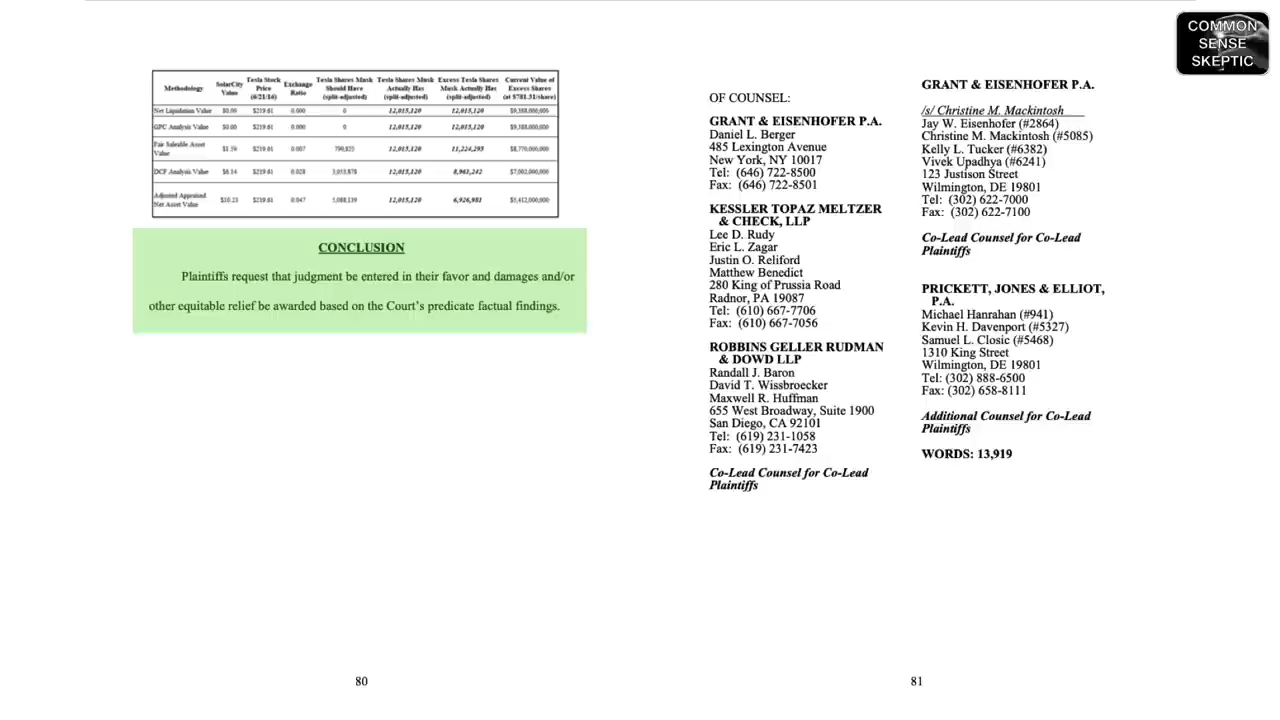 COMMON
SENSE
SKEPTIC
Methodology SolarCity Value Tesla Stock Price (6/21/16) Exchange Ratio Tesla Shares Musk Should Have (split-adjusted) Tesla Shares Musk Actually Has (split-adjusted) Excess Tesla Shares Musk Actually Has (split-adjusted) Current Value of Excess Shares (at $781.31/share)
Net Liquidation Value $0.00 $219.61 0.000 0 12,015,120 12,015,120
GPC Analysis Value $0.00 $219.61 0.000 0 12,015,120 12,015,120
Fair Saleable Asset Value $219.61 0.007 12,015,120 11,224,295
DCF Analysis Value $6.14 $219.61 0.028 12,015,120
Adjusted Appraised Net Asset Value $10.23 $219.61 0.047 12,015,120
CONCLUSION
Plaintiffs request that judgment be entered in their favor and damages and/or
other equitable relief be awarded based on the Court's predicate factual findings.
80
OF COUNSEL:
GRANT & EISENHOFER P.A.
Daniel L. Berger
485 Lexington Avenue
New York, NY 10017
Tel: (646) 722-8500
Fax: (646) 722-8501
KESSLER TOPAZ MELTZER
& CHECK, LLP
Lee D. Rudy
Eric L. Zagar
Justin O. Reliford
Matthew Benedict
280 King of Prussia Road
Radnor, PA 19087
Tel: (610) 667-7706
Fax: (610) 667-7056
ROBBINS GELLER RUDMAN
& DOWD LLP
Randall J. Baron
David T. Wissbroecker
Maxwell R. Huffman
655 West Broadway, Suite 1900
San Diego, CA 92101
Tel: (619) 231-1058
Fax: (619) 231-7423
Co-Lead Counsel for Co-Lead
Plaintiffs
GRANT & EISENHOFER P.A.
/s/ Christine M. Mackintosh
Jay W. Eisenhofer (#2864)
Christine M. Mackintosh (#5085)
Kelly L. Tucker (#6382)
Vivek Upadhya (#6241)
123 Justison Street
Wilmington, DE 19801
Tel: (302) 622-7000
Fax: (302) 622-7100
Co-Lead Counsel for Co-Lead
Plaintiffs
PRICKETT, JONES & ELLIOT,
P.A.
Michael Hanrahan (#941)
Kevin H. Davenport (#5327)
Samuel L. Closic (#5468)
1310 King Street
Wilmington, DE 19801
Tel: (302) 888-6500
Fax: (302) 658-8111
Additional Counsel for Co-Lead
Plaintiffs
WORDS: 13,919
81